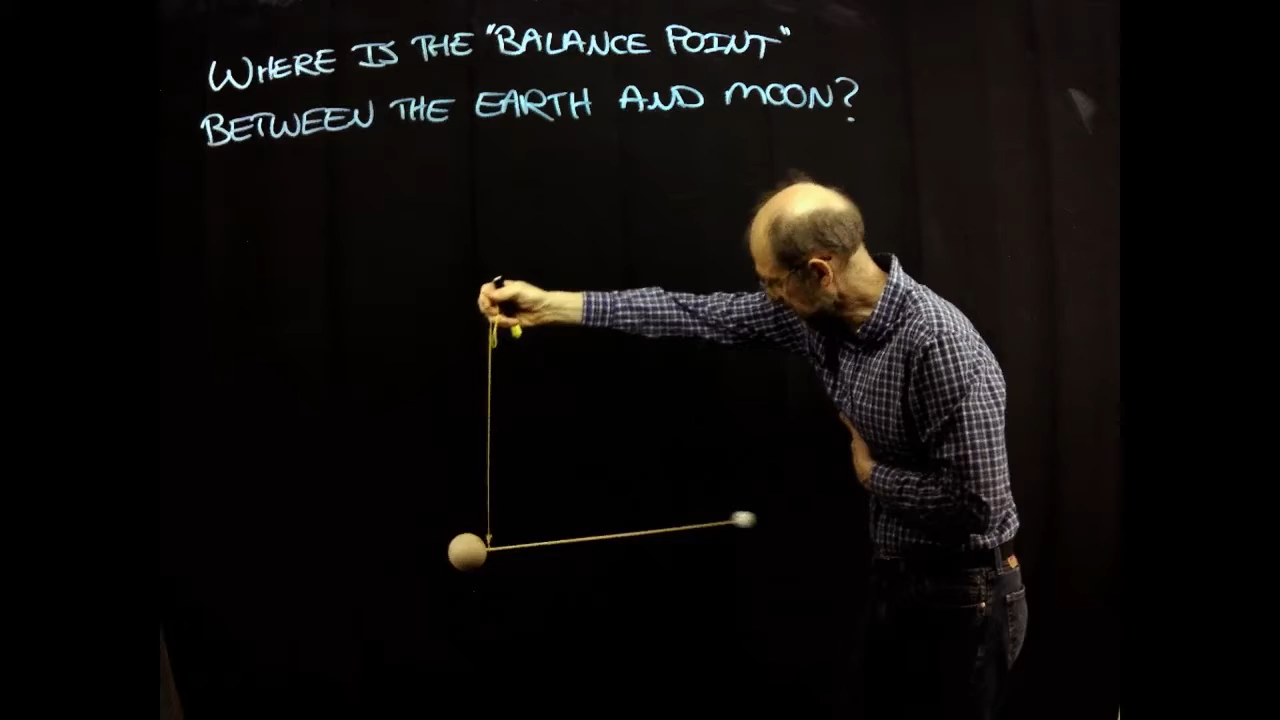 WHERE IS THE "BALANCE POINT"
BETWEEN THE EARTH AND MOON?